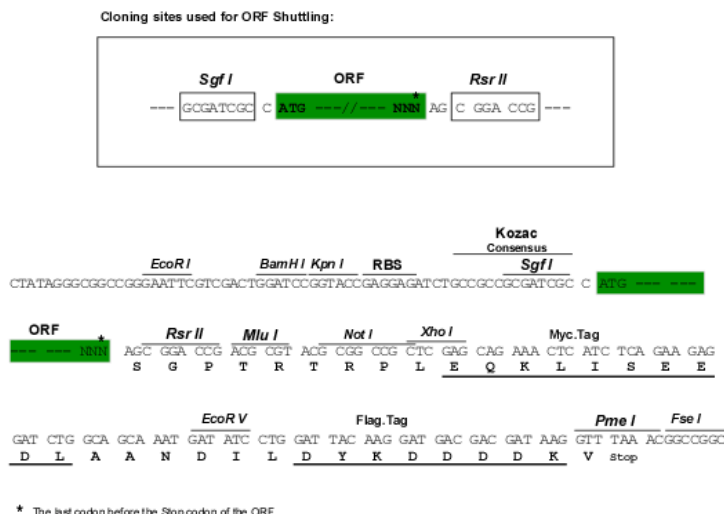 Cloning sites used for ORF Shuttling:
Sgf I ORF Rsr II
--- GCGATCGC C ATG ---//--- NNN AG C GGA CCG ---
*
Kozac
Consensus
EcoR I BamH I Kpn I RBS Sgf I
CTATAGGGCGGCCGGGAATTCGTCGACTGGATCCGGTACCGAGGAGATCTGCCGCCGCGATCGC C ATG --- ---
ORF Rsr II Mlu I Not I Xho I Myc.Tag
*
--- --- NNN AGC GGA CCG ACG CGT ACG CGG CCG CTC GAG CAG AAA CTC ATC TCA GAA GAG
S G P T R T R P L E Q K L I S E E
EcoR V Flag.Tag Pme I Fse I
GAT CTG GCA GCA AAT GAT ATC CTG GAT TAC AAG GAT GAC GAC GAT AAG GTT TAA ACGGCCGGC
D L A A N D I L D Y K D D D D K V Stop
* The last codon before the Stop codon of the ORF